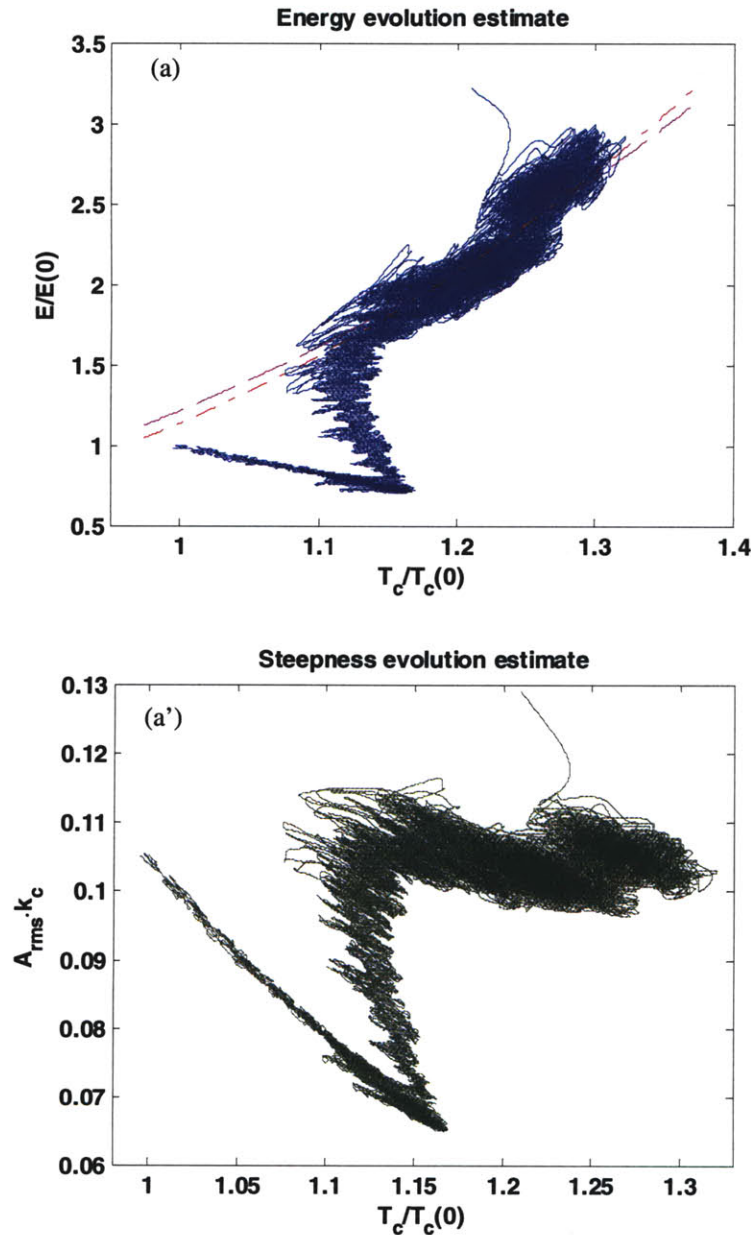 Energy evolution estimate
(a)
3.5
3
2.5
2
1.5
1
0.5
E/E(0)
1 1.1 1.2 1.3 1.4
T_c/T_c(0)
Steepness evolution estimate
(a')
0.13
0.12
0.11
0.1
0.09
0.08
0.07
0.06
A_rms·k_c
1 1.05 1.1 1.15 1.2 1.25 1.3
T_c/T_c(0)